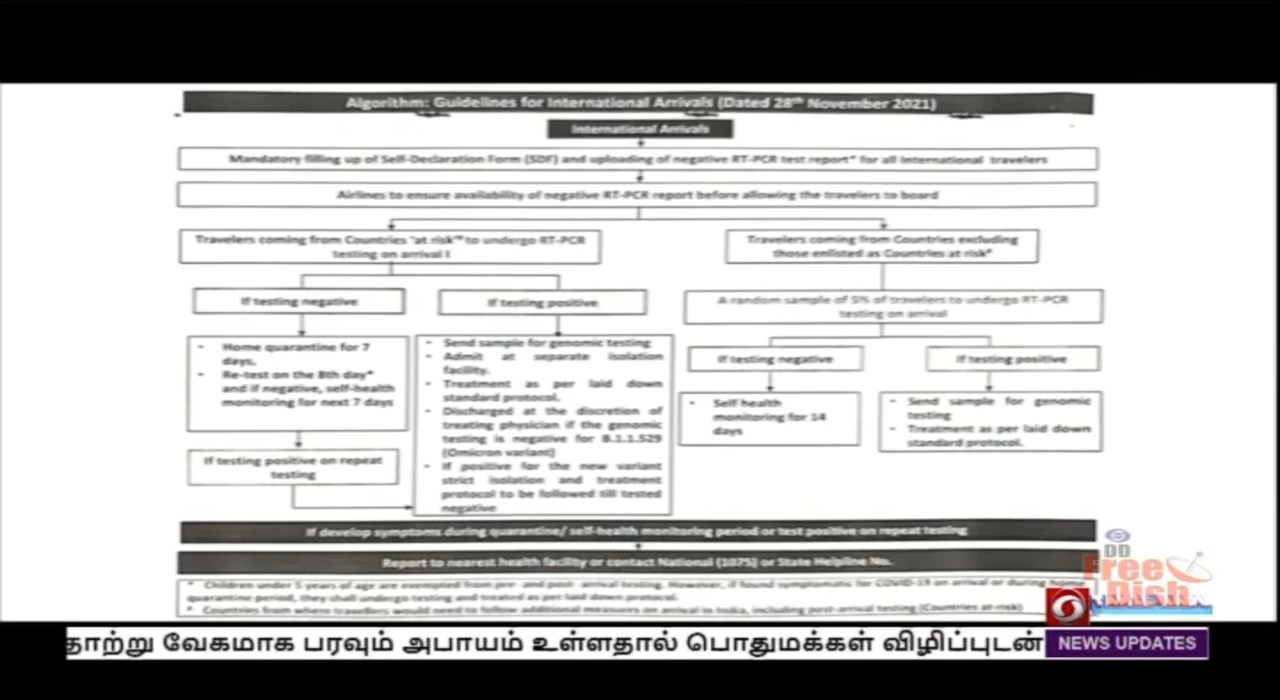 Algorithm: Guidelines for International Arrivals (Dated 28th November 2021)
International Arrivals
Mandatory filling up of Self-Declaration Form (SDF) and uploading of negative RT-PCR test report* for all International travelers
Airlines to ensure availability of negative RT-PCR report before allowing the travelers to board
Travelers coming from Countries 'at risk'# to undergo RT-PCR
testing on arrival
If testing negative
Home quarantine for 7
days,
Re-test on the 8th day*
and if negative, self-health
monitoring for next 7 days
If testing positive on repeat
testing
If testing positive
Send sample for genomic testing
Admit at separate isolation
facility.
Treatment as per laid down
standard protocol.
Discharged at the discretion of
treating physician if the genomic
testing is negative for B.1.1.529
(Omicron variant)
If positive for the new variant
strict isolation and treatment
protocol to be followed till tested
negative
Travelers coming from Countries excluding
those enlisted as Countries at risk#
A random sample of 5% of travelers to undergo RT-PCR
testing on arrival
If testing negative
Self health
monitoring for 14
days
If testing positive
Send sample for genomic
testing
Treatment as per laid down
standard protocol.
If develop symptoms during quarantine/ self-health monitoring period or test positive on repeat testing
Report to nearest health facility or contact National (1075) or State Helpline No.
* Children under 5 years of age are exempted from pre- and post- arrival testing. However, if found symptomatic for COVID-19 on arrival or during home
quarantine period, they shall undergo testing and treated as per laid down protocol.
Countries from where travellers would need to follow additional measures on arrival in India, including post-arrival testing (Countries at-risk)
DD
Free
Dish
தாற்று வேகமாக பரவும் அபாயம் உள்ளதால் பொதுமக்கள் விழிப்புடன்
NEWS UPDATES